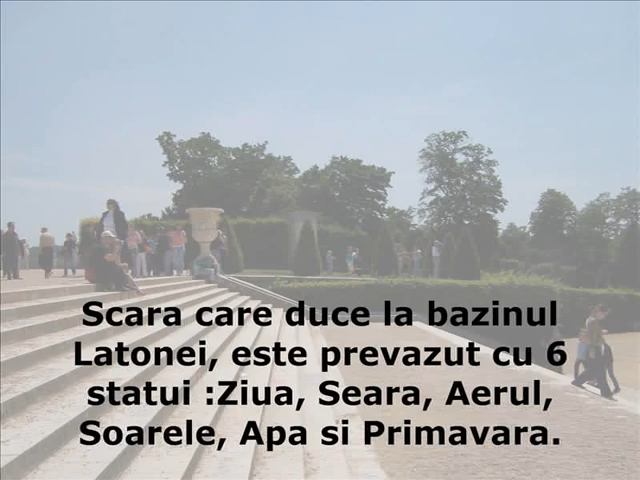 Scara care duce la bazinul
Latonei, este prevazut cu 6
statui :Ziua, Seara, Aerul,
Soarele, Apa si Primavara.